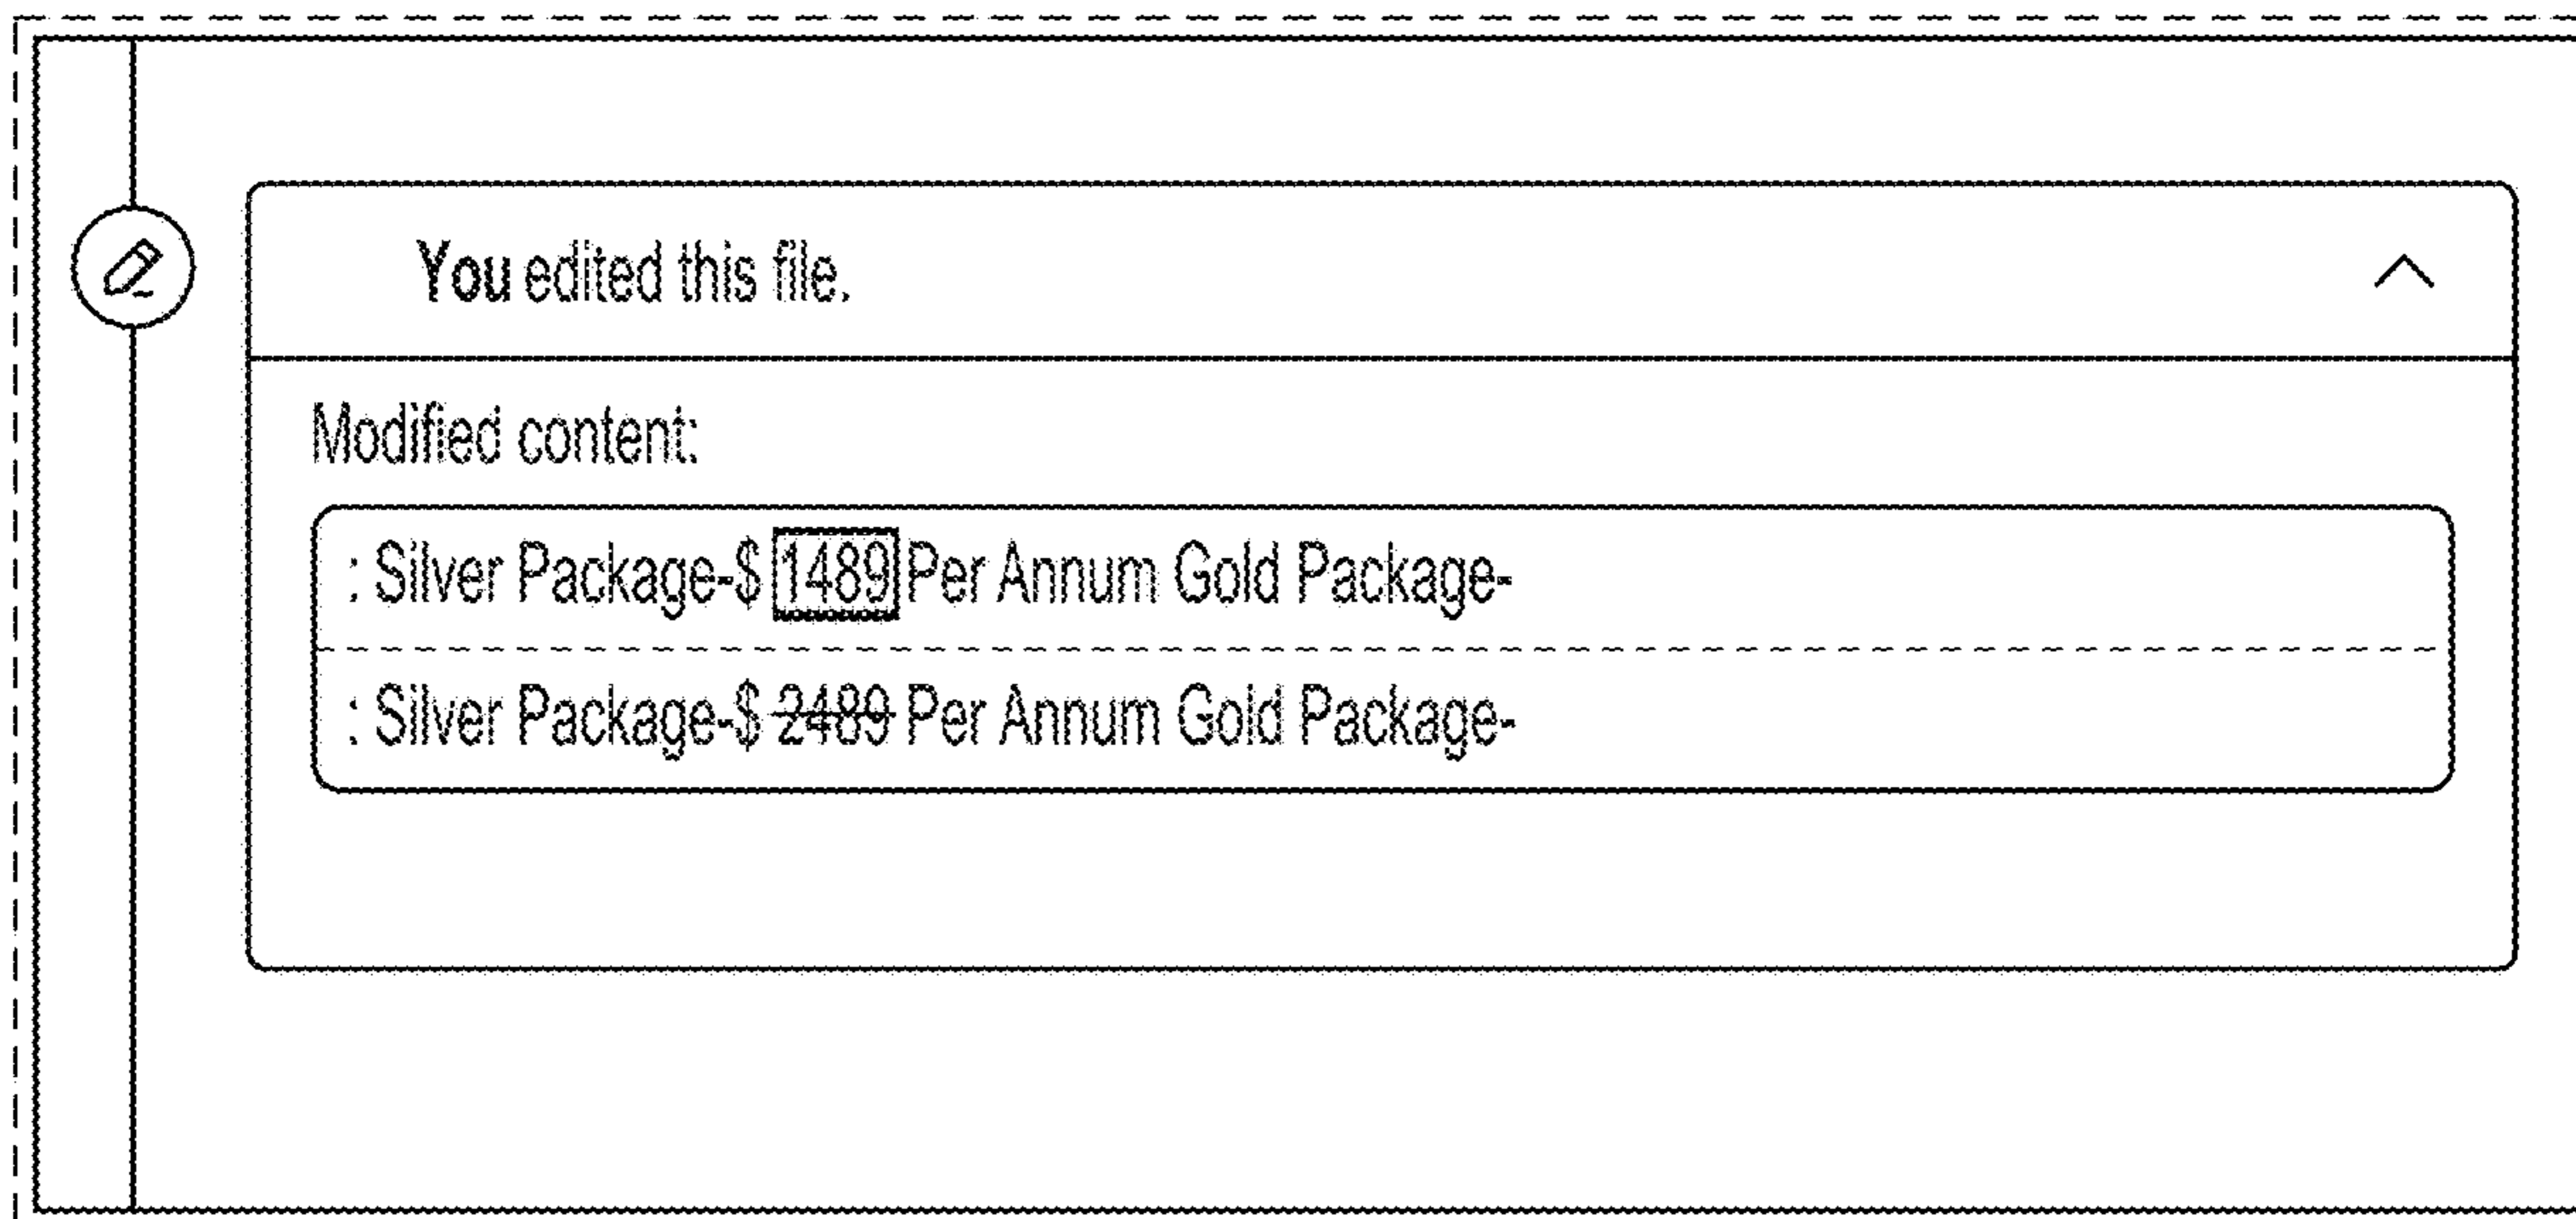 You edited this file.
Modified content:
: Silver Package-$ 1489 Per Annum Gold Package-
: Silver Package-$ 2489 Per Annum Gold Package-